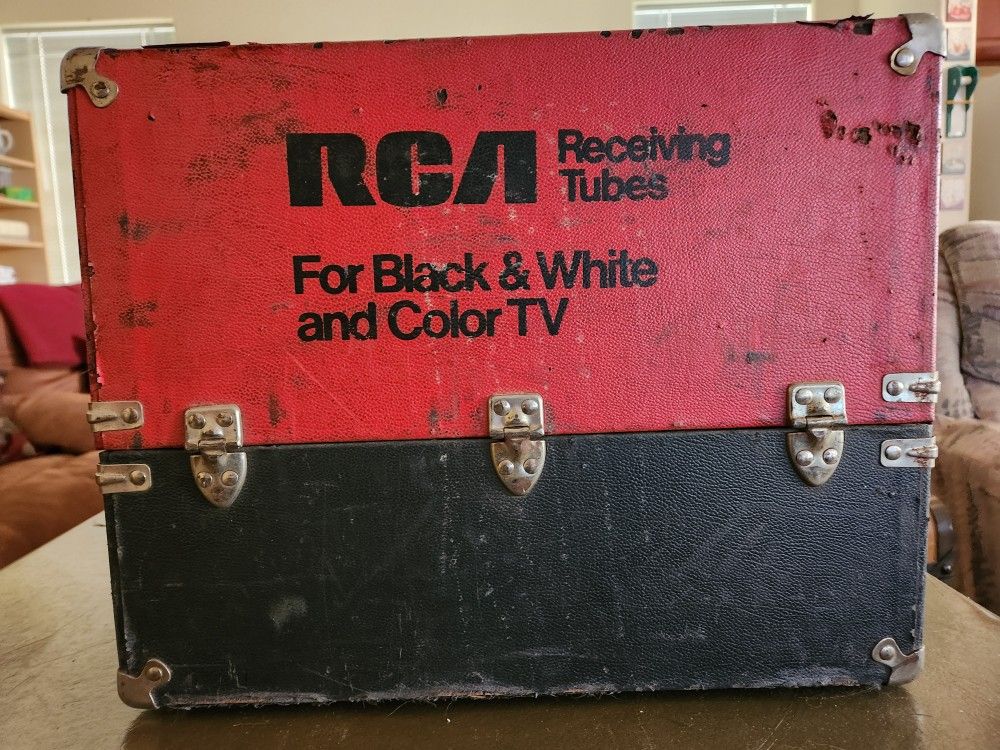 RCA Receiving
Tubes
For Black & White
and Color TV